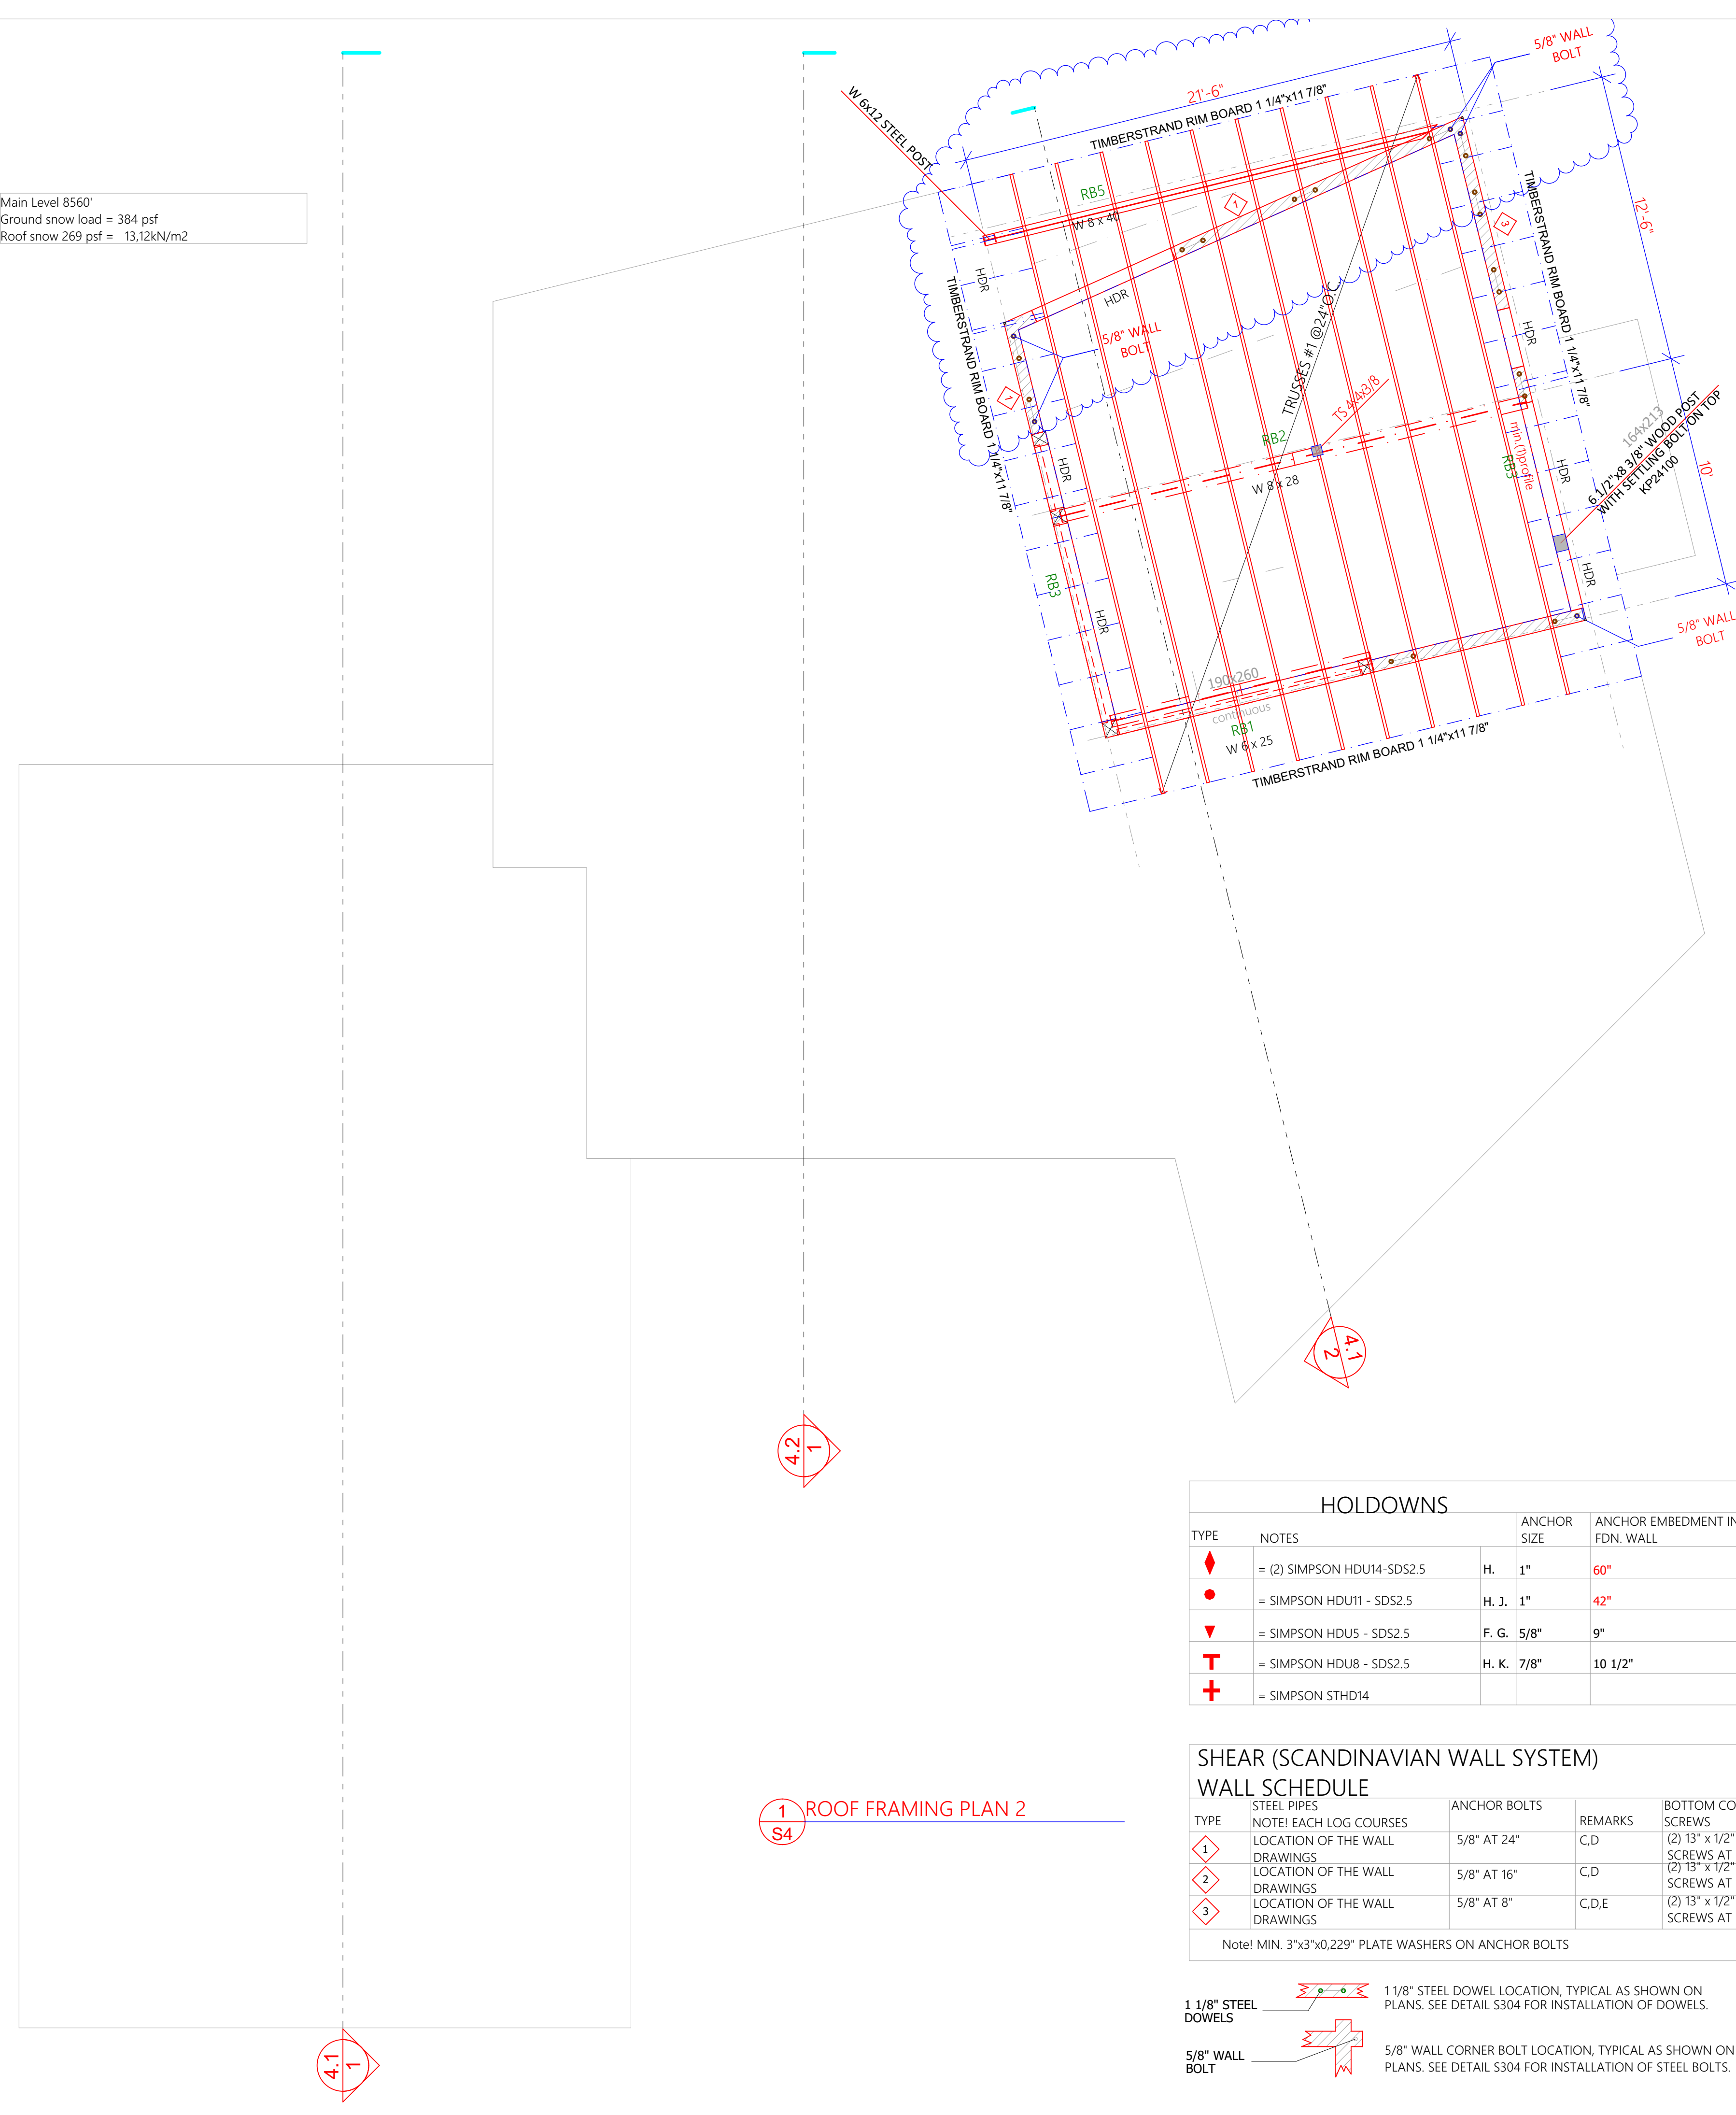 Main Level 8560'
Ground snow load = 384 psf
Roof snow 269 psf = 13,12kN/m2
W 6x12 STEEL POST
21'-6"
TIMBERSTRAND RIM BOARD 1 1/4"x11 7/8"
5/8" WALL
BOLT
RB5
W 8 x 40
1
3
12'-6"
TIMBERSTRAND RIM BOARD 1 1/4"x11 7/8"
HDR
HDR
TIMBERSTRAND RIM BOARD 1 1/4"x11 7/8"
5/8" WALL
BOLT
1
HDR
TRUSSES #1 @24"O.C.
TS 4x4x3/8
RB2
W 8 x 28
HDR
min.(1)profile
RB3
HDR
164x213
6 1/2"x8 3/8" WOOD POST
WITH SETTLING BOLT ON TOP
KP24100
10'
RB3
HDR
HDR
5/8" WALL
BOLT
190x260
continuous
RB1
W 6 x 25
TIMBERSTRAND RIM BOARD 1 1/4"x11 7/8"
4.1
2
4.2
1
HOLDOWNS
TYPE NOTES ANCHOR SIZE ANCHOR EMBEDMENT IN FDN. WALL
= (2) SIMPSON HDU14-SDS2.5 H. 1" 60"
= SIMPSON HDU11 - SDS2.5 H. J. 1" 42"
= SIMPSON HDU5 - SDS2.5 F. G. 5/8" 9"
= SIMPSON HDU8 - SDS2.5 H. K. 7/8" 10 1/2"
= SIMPSON STHD14
SHEAR (SCANDINAVIAN WALL SYSTEM)
WALL SCHEDULE
TYPE STEEL PIPES NOTE! EACH LOG COURSES ANCHOR BOLTS REMARKS BOTTOM CO SCREWS
1 LOCATION OF THE WALL DRAWINGS 5/8" AT 24" C,D (2) 13" x 1/2" SCREWS AT
2 LOCATION OF THE WALL DRAWINGS 5/8" AT 16" C,D (2) 13" x 1/2" SCREWS AT
3 LOCATION OF THE WALL DRAWINGS 5/8" AT 8" C,D,E (2) 13" x 1/2" SCREWS AT
Note! MIN. 3"x3"x0,229" PLATE WASHERS ON ANCHOR BOLTS
1 ROOF FRAMING PLAN 2
S4
1 1/8" STEEL
DOWELS
1 1/8" STEEL DOWEL LOCATION, TYPICAL AS SHOWN ON
PLANS. SEE DETAIL S304 FOR INSTALLATION OF DOWELS.
5/8" WALL
BOLT
5/8" WALL CORNER BOLT LOCATION, TYPICAL AS SHOWN ON
PLANS. SEE DETAIL S304 FOR INSTALLATION OF STEEL BOLTS.
4.1
1